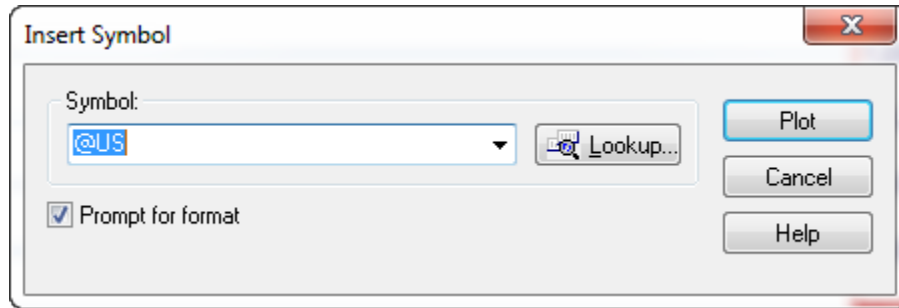 Insert Symbol
Symbol:
@US
Lookup...
Prompt for format
Plot
Cancel
Help